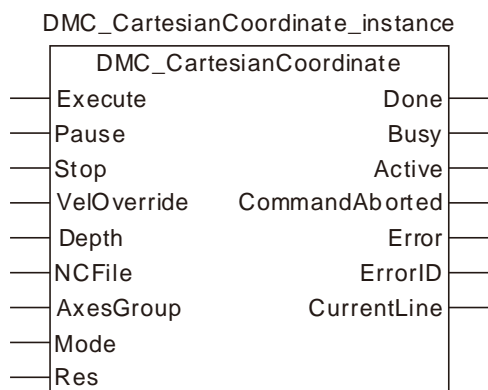 DMC_CartesianCoordinate_instance
DMC_CartesianCoordinate
Execute Done
Pause Busy
Stop Active
VelOverride CommandAborted
Depth Error
NCFile ErrorID
AxesGroup CurrentLine
Mode
Res